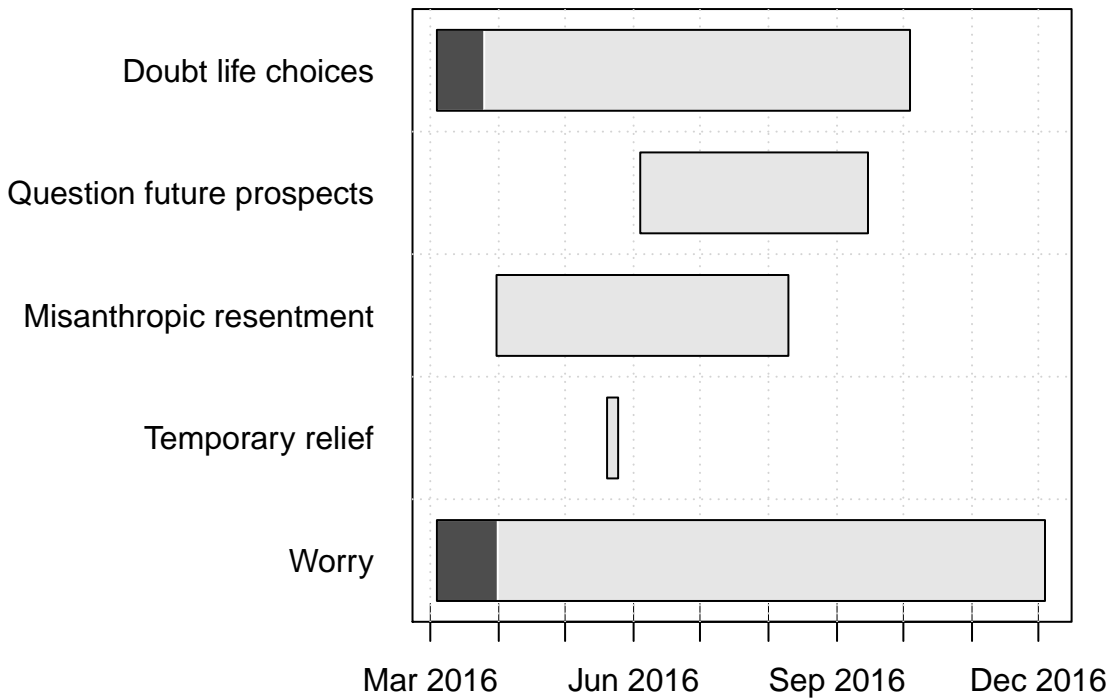 Doubt life choices
Question future prospects
Misanthropic resentment
Temporary relief
Worry
Mar 2016 Jun 2016 Sep 2016 Dec 2016